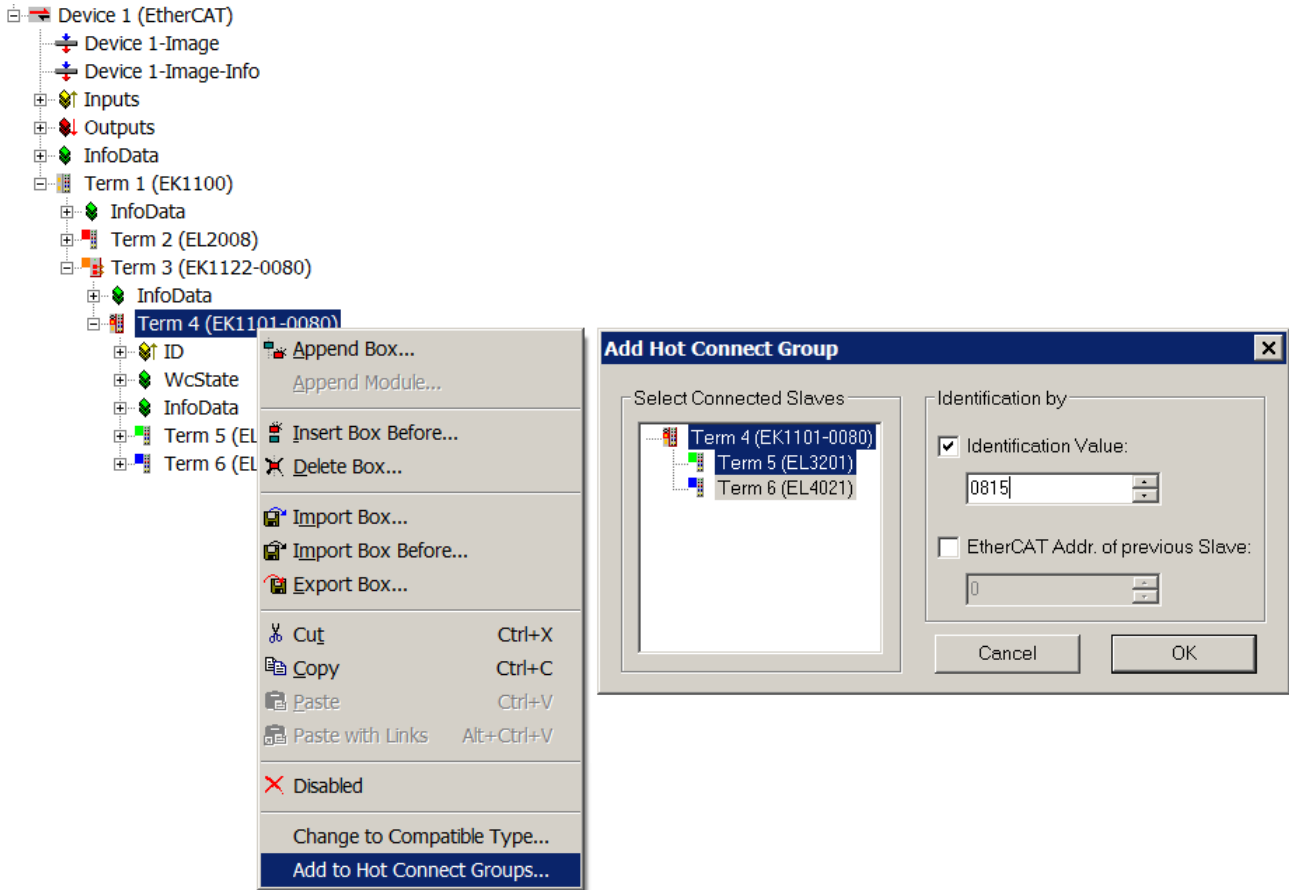 Device 1 (EtherCAT)
Device 1-Image
Device 1-Image-Info
Inputs
Outputs
InfoData
Term 1 (EK1100)
InfoData
Term 2 (EL2008)
Term 3 (EK1122-0080)
InfoData
Term 4 (EK1101-0080)
ID
WcState
InfoData
Term 5 (EL
Term 6 (EL
Append Box...
Append Module...
Insert Box Before...
Delete Box...
Import Box...
Import Box Before...
Export Box...
Cut Ctrl+X
Copy Ctrl+C
Paste Ctrl+V
Paste with Links Alt+Ctrl+V
Disabled
Change to Compatible Type...
Add to Hot Connect Groups...
Add Hot Connect Group
Select Connected Slaves
Term 4 (EK1101-0080)
Term 5 (EL3201)
Term 6 (EL4021)
Identification by
Identification Value:
0815
EtherCAT Addr. of previous Slave:
0
Cancel
OK